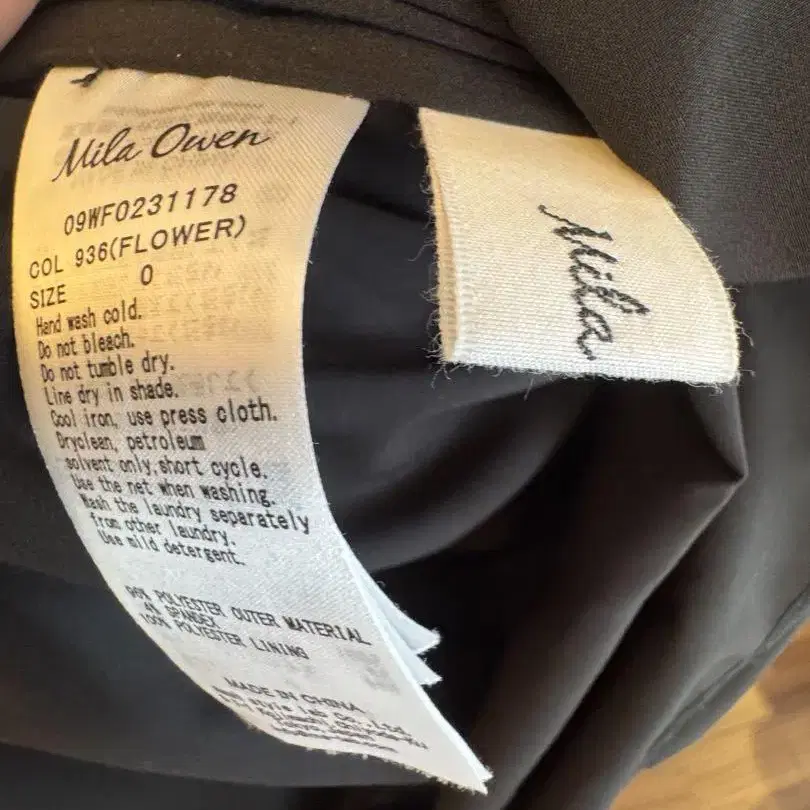 Mila Owen
09WF0231178
COL 936(FLOWER)
SIZE 0
Hand wash cold.
Do not bleach.
Do not tumble dry.
Line dry in shade.
Cool iron, use press cloth.
Dryclean, petroleum
solvent only,short cycle.
Use the net when washing.
Wash the laundry separately
from other laundry.
Use mild detergent.
96% POLYESTER OUTER MATERIAL
4% SPANDEX
100% POLYESTER LINING
MADE IN CHINA
Mila